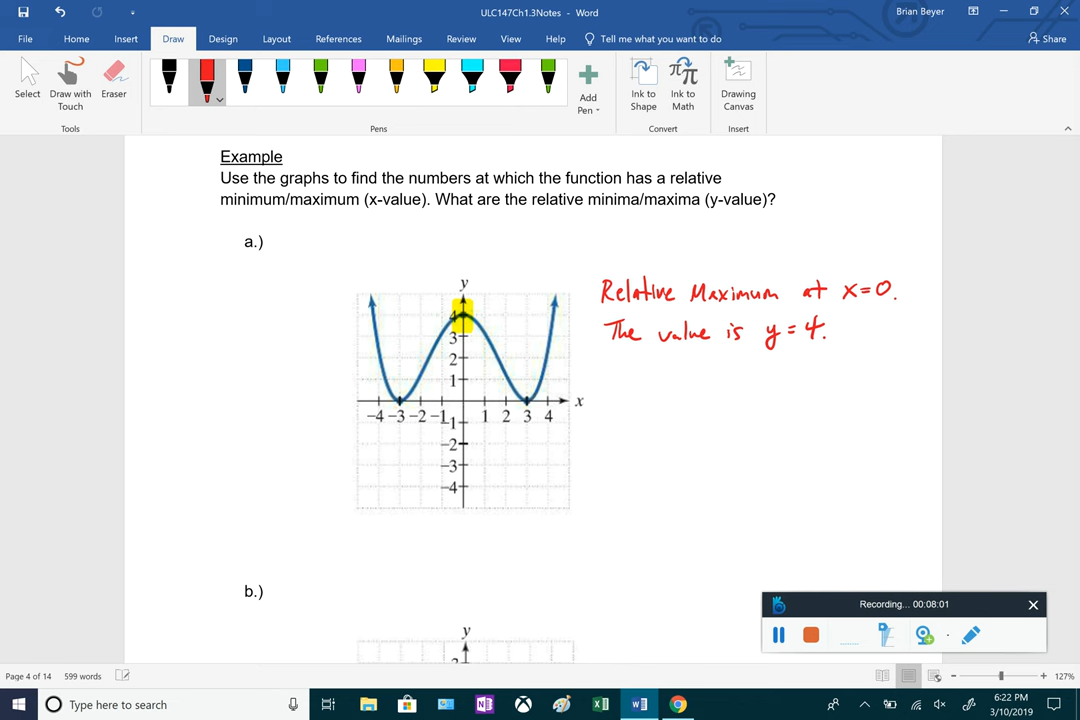 ULC147Ch1.3Notes - Word
Brian Beyer
File Home Insert Draw Design Layout References Mailings Review View Help Tell me what you want to do Share
Select Draw with Touch Eraser Add Pen Ink to Shape Ink to Math Drawing Canvas
Tools Pens Convert Insert
Example
Use the graphs to find the numbers at which the function has a relative
minimum/maximum (x-value). What are the relative minima/maxima (y-value)?
a.)
y
4
3
2
1
x
-4 -3 -2 -1 1 2 3 4
-1
-2
-3
-4
Relative Maximum at x=0.
The value is y=4.
b.)
y
Recording... 00:08:01
Page 4 of 14 599 words
127%
Type here to search
6:22 PM
3/10/2019